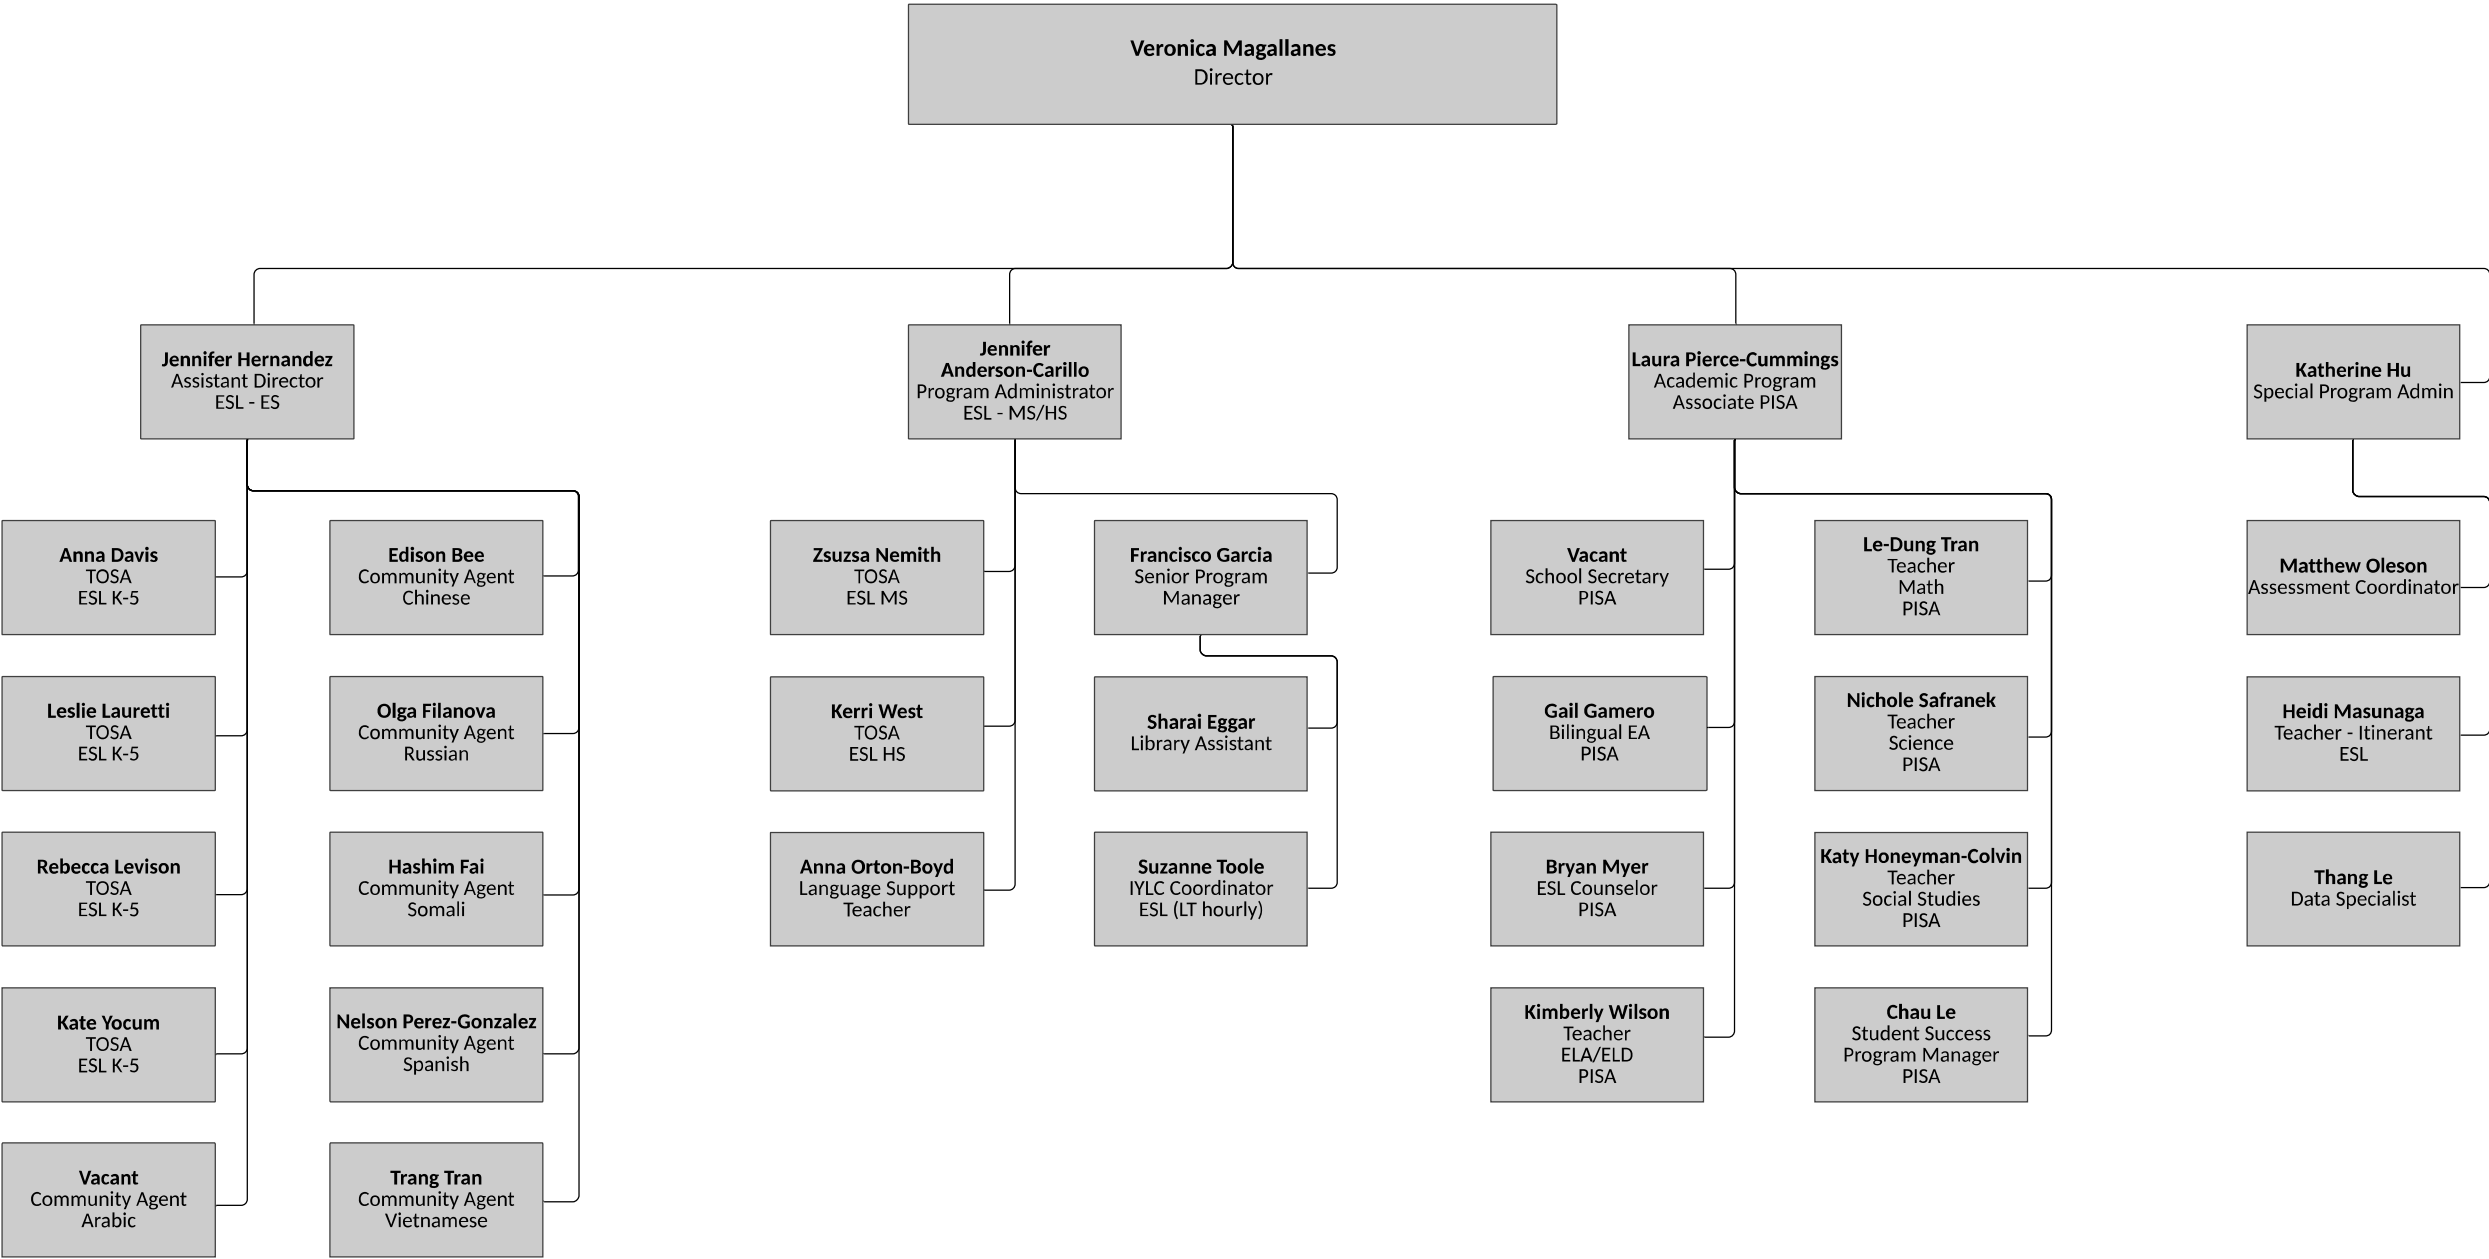 Veronica Magallanes
Director
Jennifer Hernandez
Assistant Director
ESL - ES
Jennifer
Anderson-Carillo
Program Administrator
ESL - MS/HS
Laura Pierce-Cummings
Academic Program
Associate PISA
Katherine Hu
Special Program Admin
Anna Davis
TOSA
ESL K-5
Edison Bee
Community Agent
Chinese
Zsuzsa Nemith
TOSA
ESL MS
Francisco Garcia
Senior Program
Manager
Vacant
School Secretary
PISA
Le-Dung Tran
Teacher
Math
PISA
Matthew Oleson
Assessment Coordinator
Leslie Lauretti
TOSA
ESL K-5
Olga Filanova
Community Agent
Russian
Kerri West
TOSA
ESL HS
Sharai Eggar
Library Assistant
Gail Gamero
Bilingual EA
PISA
Nichole Safranek
Teacher
Science
PISA
Heidi Masunaga
Teacher - Itinerant
ESL
Rebecca Levison
TOSA
ESL K-5
Hashim Fai
Community Agent
Somali
Anna Orton-Boyd
Language Support
Teacher
Suzanne Toole
IYLC Coordinator
ESL (LT hourly)
Bryan Myer
ESL Counselor
PISA
Katy Honeyman-Colvin
Teacher
Social Studies
PISA
Thang Le
Data Specialist
Kate Yocum
TOSA
ESL K-5
Nelson Perez-Gonzalez
Community Agent
Spanish
Kimberly Wilson
Teacher
ELA/ELD
PISA
Chau Le
Student Success
Program Manager
PISA
Vacant
Community Agent
Arabic
Trang Tran
Community Agent
Vietnamese